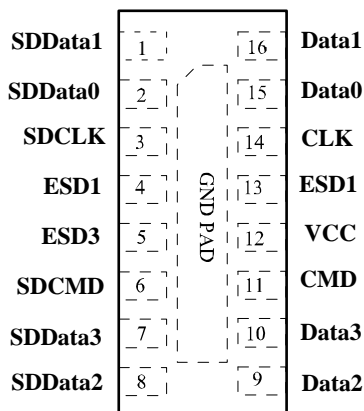 SDData1 1 16 Data1
SDData0 2 15 Data0
SDCLK 3 14 CLK
ESD1 4 13 ESD1
ESD3 5 12 VCC
SDCMD 6 11 CMD
SDData3 7 10 Data3
SDData2 8 9 Data2
GND PAD